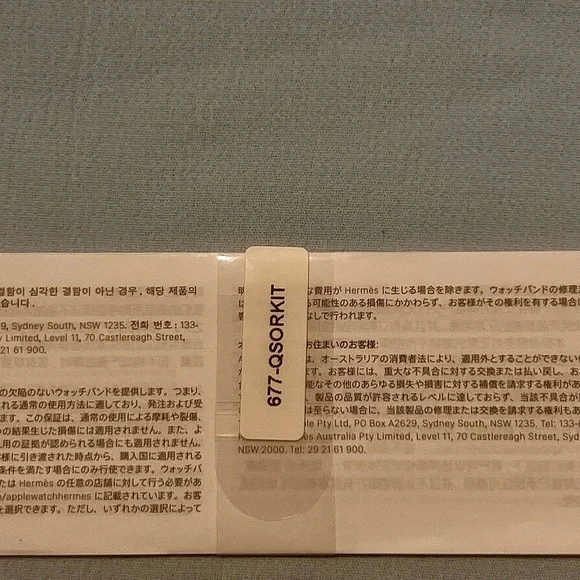 결함이 심각한 결함이 아닌 경우, 해당 제품의
습니다.
9, Sydney South, NSW 1235. 전화 번호: 133-
Limited, Level 11, 70 Castlereagh Street,
21 61 900.
の欠陥のないウォッチバンドを提供します。つまり、
れる通常の使用方法に適しており、発注および受
ます。この保証は、通常の使用による摩耗や裂傷、
の結果生じた損傷には適用されません。また、よ
用の証拠が認められる場合にも適用されません。
様に引き渡された時点から、購入国に適用される
条件を満たす場合にのみ行使できます。ウォッチバ
たは Hermès の任意の店舗に対して行う必要があ
/applewatchhermes に記載されています。お客
を選択できます。ただし、いずれかの選択によって
677-QSORKIT
な費用が Hermès に生じる場合を除きます。ウォッチバンドの修理
る可能性のある損傷にかかわらず、お客様がその権利を有する場合
なしで行われます。
お住まいのお客様:
は、オーストラリアの消費者法により、適用外とすることができない
す。お客様には、重大な不具合に対する交換または払い戻し、お
能なその他のあらゆる損失や損害に対する補償を請求する権利があ
、製品の品質が許容されるレベルに達しておらず、当該不具合が
至らない場合に、当該製品の修理または交換を請求する権利も
Pty Ltd, PO Box A2629, Sydney South, NSW 1235. Tel: 133-
Australia Pty Limited, Level 11, 70 Castlereagh Street,
NSW 2000, Tel: 29 21 61 900.